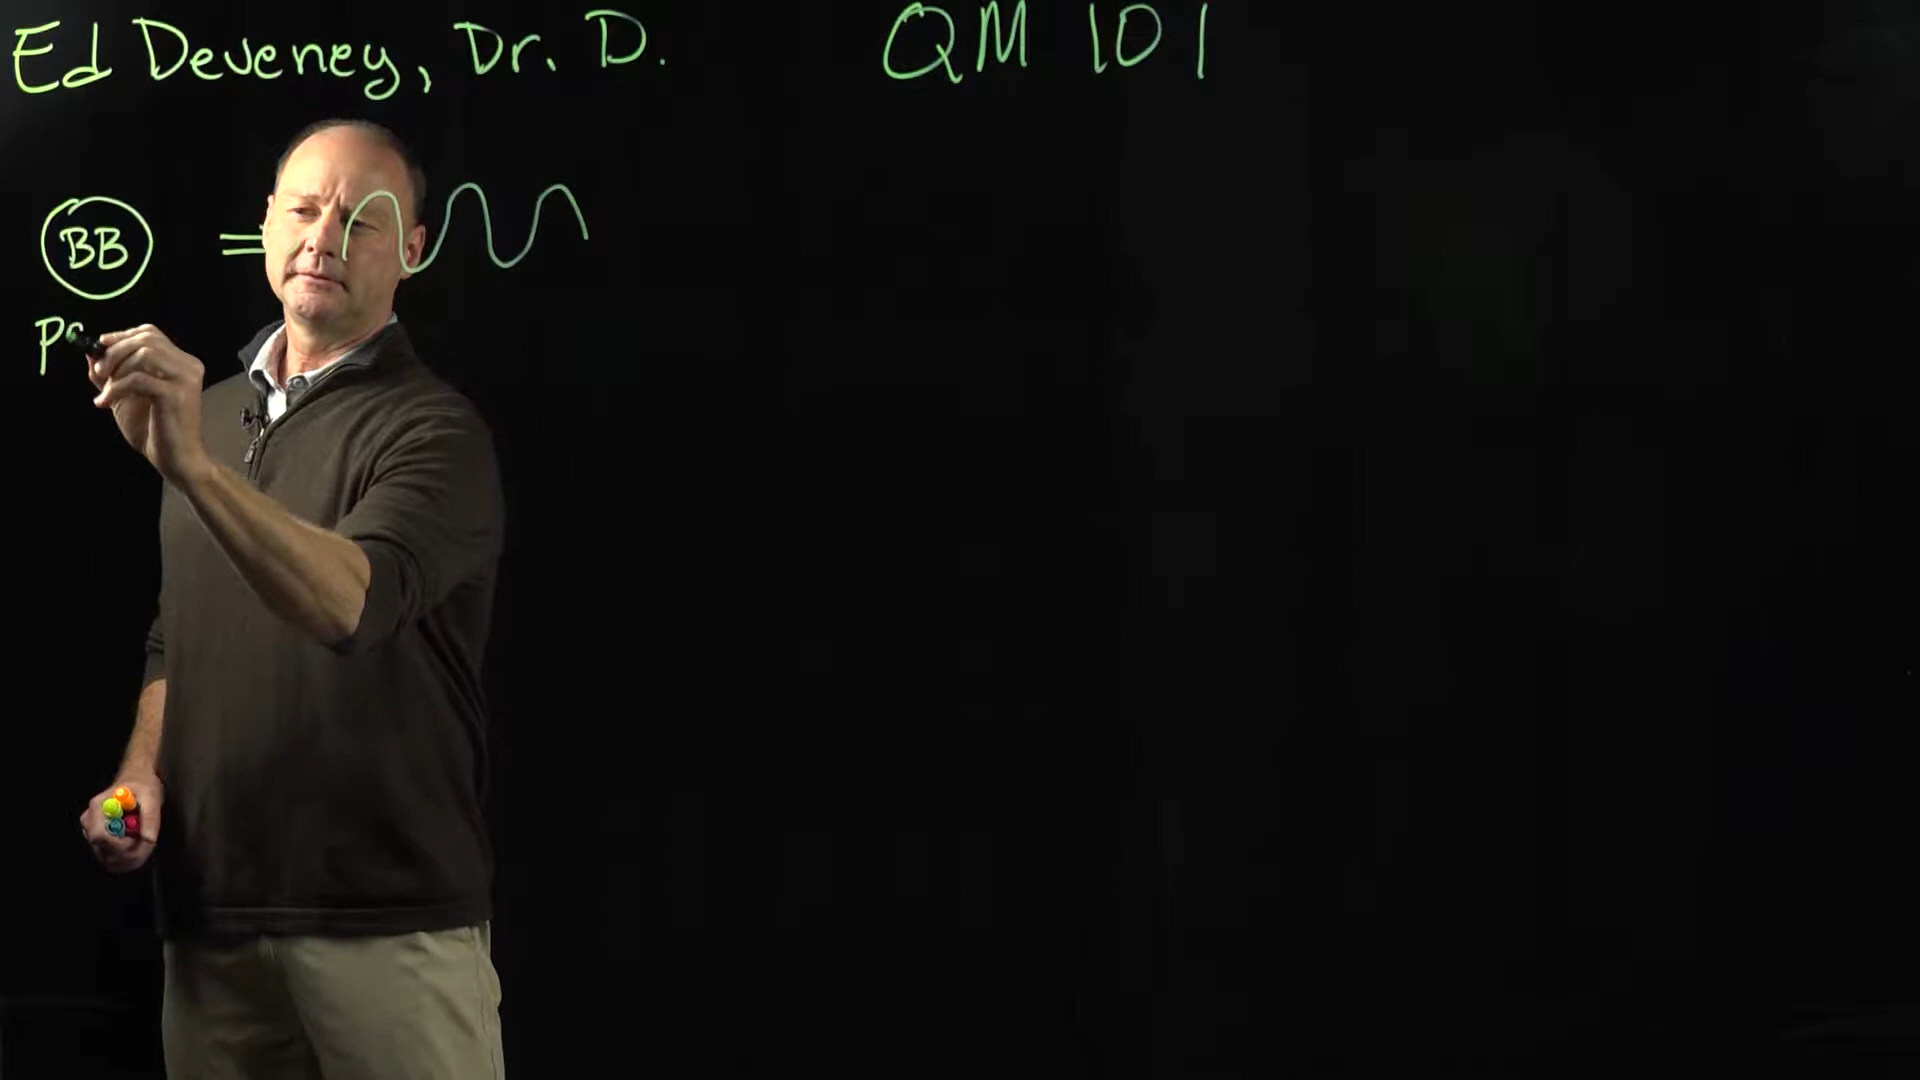 Ed Deveney, Dr. D. QM 101
BB =